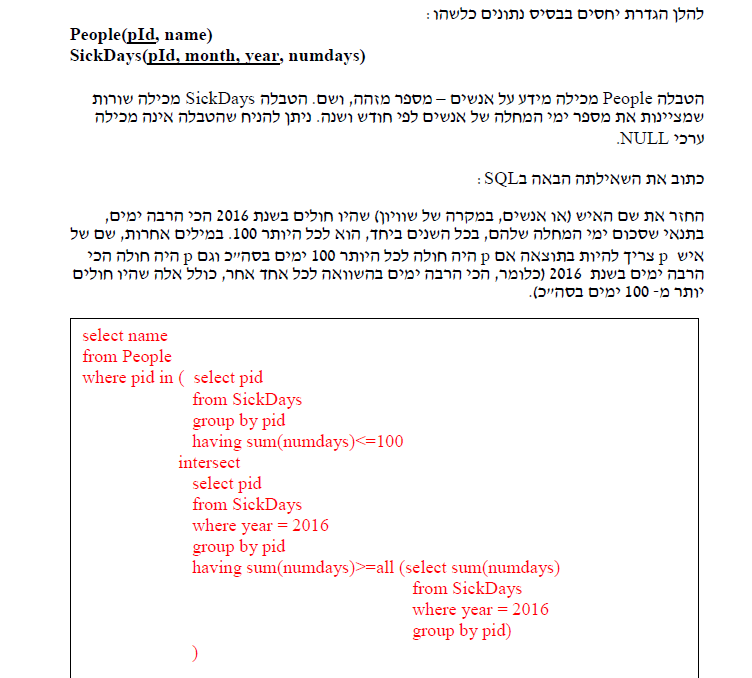 להלן הגדרת יחסים בבסיס נתונים כלשהו:
People(pId, name)
SickDays(pId, month, year, numdays)
הטבלה People מכילה מידע על אנשים – מספר מזהה, ושם. הטבלה SickDays מכילה שורות
שמציינות את מספר ימי המחלה של אנשים לפי חודש ושנה. ניתן להניח שהטבלה אינה מכילה
ערכי NULL.
כתוב את השאילתה הבאה בSQL:
החזר את שם האיש (או אנשים, במקרה של שוויון) שהיו חולים בשנת 2016 הכי הרבה ימים,
בתנאי שסכום ימי המחלה שלהם, בכל השנים ביחד, הוא לכל היותר 100. במילים אחרות, שם של
איש p צריך להיות בתוצאה אם p היה חולה לכל היותר 100 ימים בסה״כ וגם p היה חולה הכי
הרבה ימים בשנת 2016 (כלומר, הכי הרבה ימים בהשוואה לכל אחד אחר, כולל אלה שהיו חולים
יותר מ- 100 ימים בסה״כ).
select name
from People
where pid in ( select pid
from SickDays
group by pid
having sum(numdays)<=100
intersect
select pid
from SickDays
where year = 2016
group by pid
having sum(numdays)>=all (select sum(numdays)
from SickDays
where year = 2016
group by pid)
)